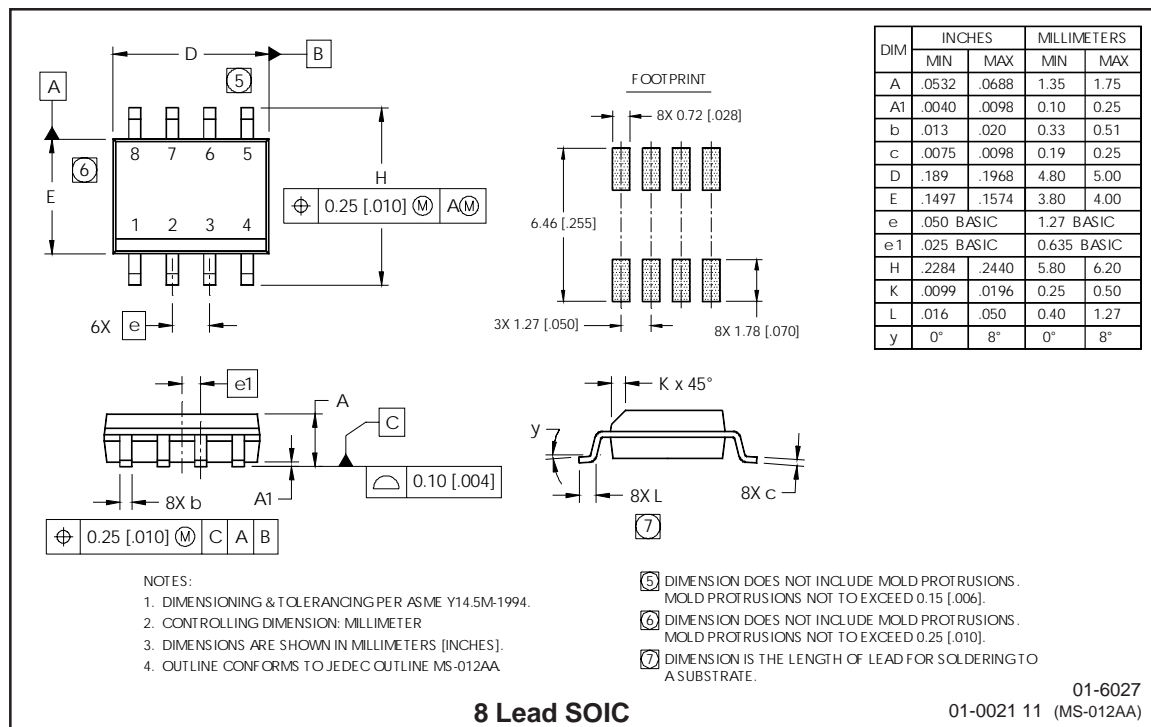 D
B
5
A
8 7 6 5
6
E
H
1 2 3 4
⌖ 0.25 [.010] Ⓜ AⓂ
6X e
FOOTPRINT
8X 0.72 [.028]
6.46 [.255]
3X 1.27 [.050]
8X 1.78 [.070]
DIM INCHES MILLIMETERS
MIN MAX MIN MAX
A .0532 .0688 1.35 1.75
A1 .0040 .0098 0.10 0.25
b .013 .020 0.33 0.51
c .0075 .0098 0.19 0.25
D .189 .1968 4.80 5.00
E .1497 .1574 3.80 4.00
e .050 BASIC 1.27 BASIC
e1 .025 BASIC 0.635 BASIC
H .2284 .2440 5.80 6.20
K .0099 .0196 0.25 0.50
L .016 .050 0.40 1.27
y 0° 8° 0° 8°
e1
A
C
⌓ 0.10 [.004]
8X b
A1
⌖ 0.25 [.010] Ⓜ C A B
K x 45°
y
8X L
8X c
7
NOTES:
1. DIMENSIONING & TOLERANCING PER ASME Y14.5M-1994.
2. CONTROLLING DIMENSION: MILLIMETER
3. DIMENSIONS ARE SHOWN IN MILLIMETERS [INCHES].
4. OUTLINE CONFORMS TO JEDEC OUTLINE MS-012AA.
5 DIMENSION DOES NOT INCLUDE MOLD PROTRUSIONS.
MOLD PROTRUSIONS NOT TO EXCEED 0.15 [.006].
6 DIMENSION DOES NOT INCLUDE MOLD PROTRUSIONS.
MOLD PROTRUSIONS NOT TO EXCEED 0.25 [.010].
7 DIMENSION IS THE LENGTH OF LEAD FOR SOLDERING TO
A SUBSTRATE.
8 Lead SOIC
01-6027
01-0021 11 (MS-012AA)